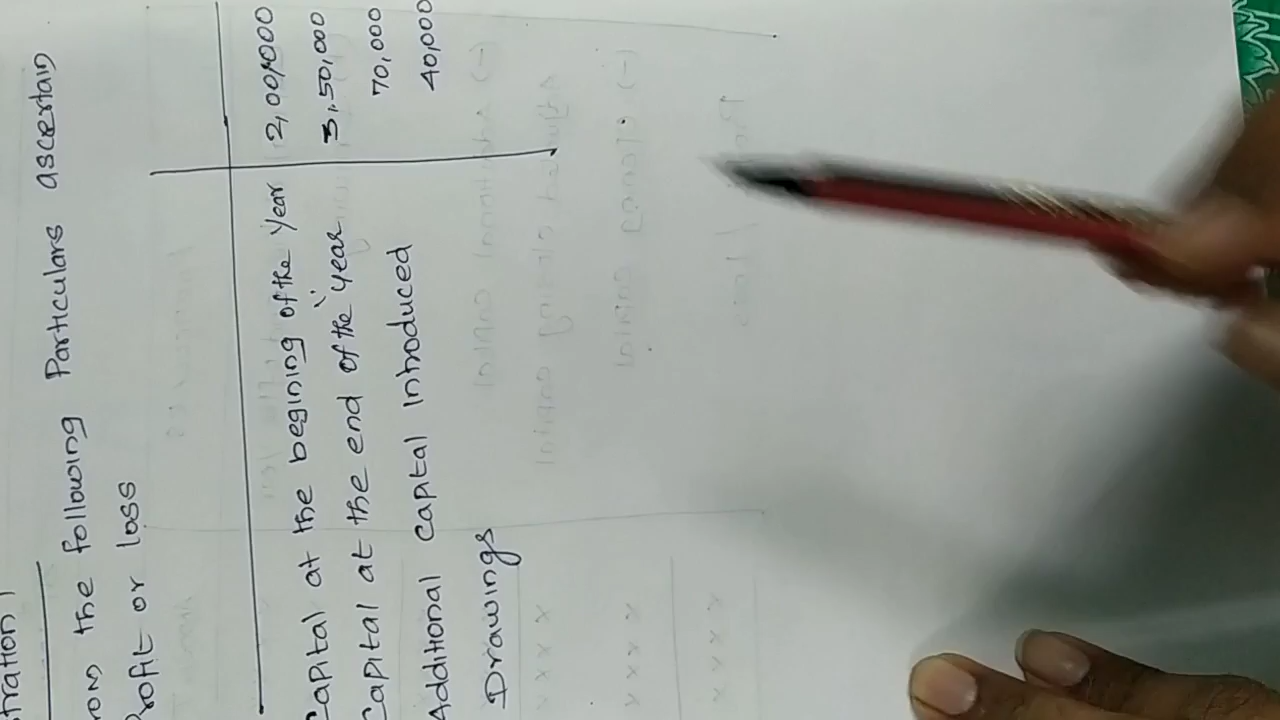 stration 1
rom the following Particulars ascertain
rofit or loss
Capital at the begining of the year 2,00,000
Capital at the end of the year 3,50,000
Additional capital Introduced 70,000
Drawings 40,000